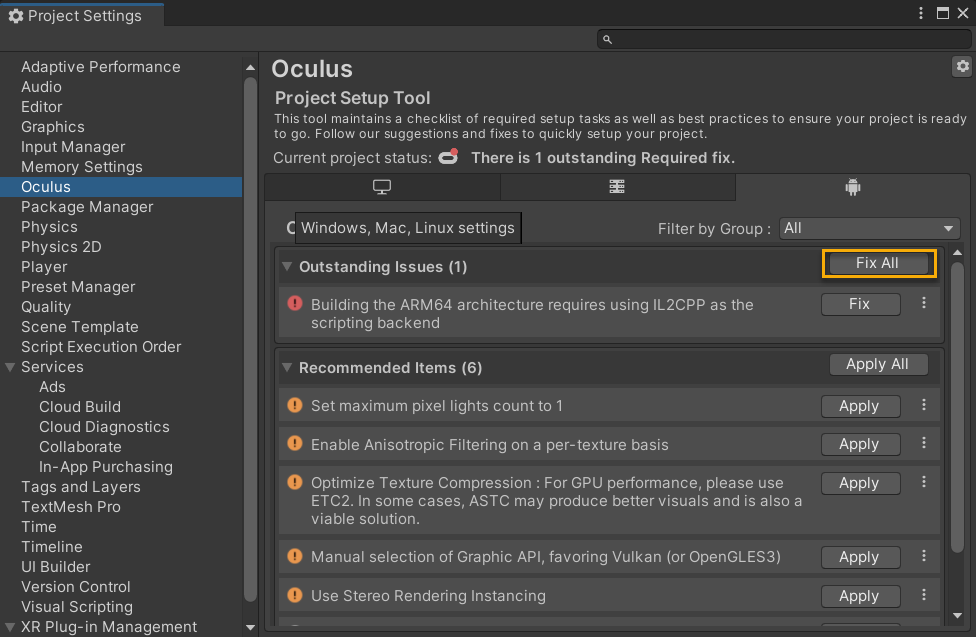 Project Settings
Adaptive Performance
Audio
Editor
Graphics
Input Manager
Memory Settings
Oculus
Package Manager
Physics
Physics 2D
Player
Preset Manager
Quality
Scene Template
Script Execution Order
Services
Ads
Cloud Build
Cloud Diagnostics
Collaborate
In-App Purchasing
Tags and Layers
TextMesh Pro
Time
Timeline
UI Builder
Version Control
Visual Scripting
XR Plug-in Management
Oculus
Project Setup Tool
This tool maintains a checklist of required setup tasks as well as best practices to ensure your project is ready
to go. Follow our suggestions and fixes to quickly setup your project.
Current project status: There is 1 outstanding Required fix.
Windows, Mac, Linux settings
Filter by Group : All
Outstanding Issues (1) Fix All
Building the ARM64 architecture requires using IL2CPP as the Fix
scripting backend
Recommended Items (6) Apply All
Set maximum pixel lights count to 1 Apply
Enable Anisotropic Filtering on a per-texture basis Apply
Optimize Texture Compression : For GPU performance, please use Apply
ETC2. In some cases, ASTC may produce better visuals and is also a
viable solution.
Manual selection of Graphic API, favoring Vulkan (or OpenGLES3) Apply
Use Stereo Rendering Instancing Apply